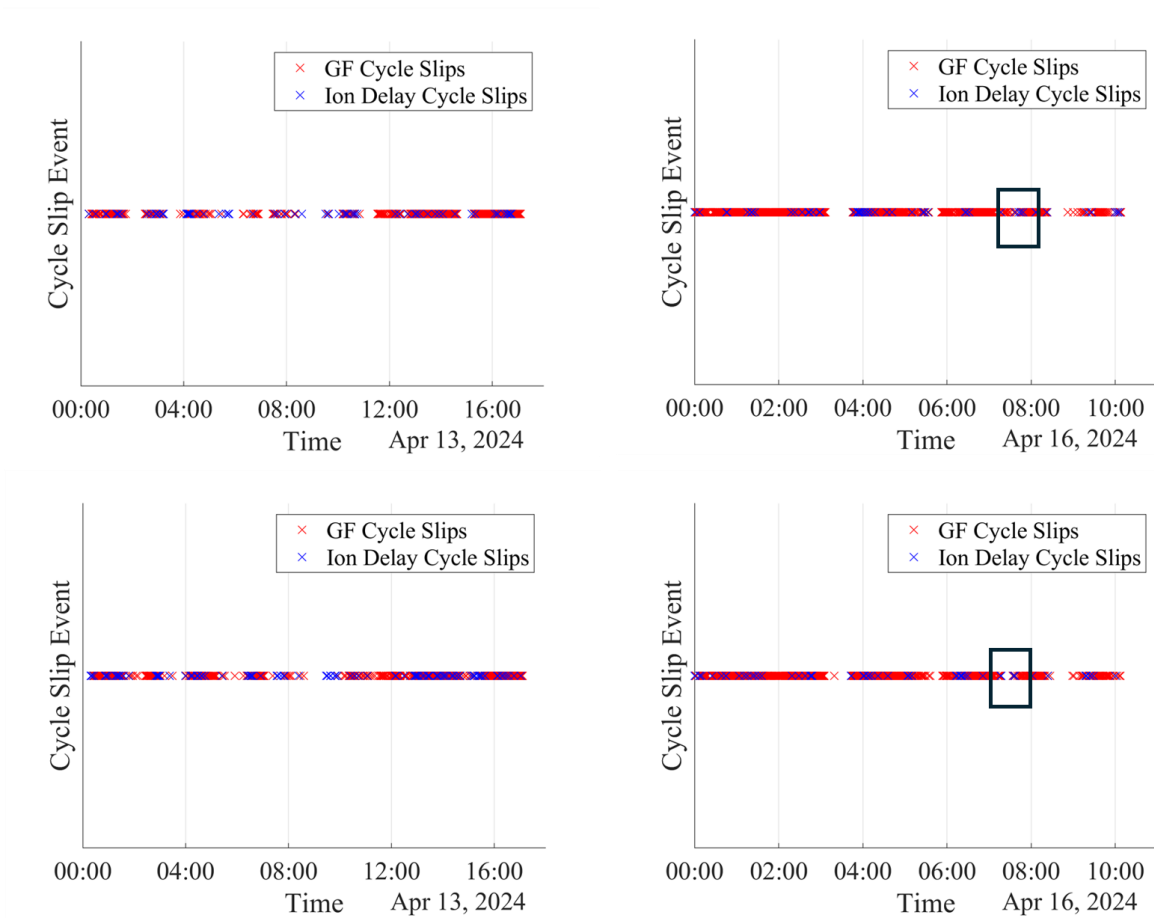 GF Cycle Slips
Ion Delay Cycle Slips
Cycle Slip Event
00:00 04:00 08:00 12:00 16:00
Time Apr 13, 2024
GF Cycle Slips
Ion Delay Cycle Slips
Cycle Slip Event
00:00 02:00 04:00 06:00 08:00 10:00
Time Apr 16, 2024
GF Cycle Slips
Ion Delay Cycle Slips
Cycle Slip Event
00:00 04:00 08:00 12:00 16:00
Time Apr 13, 2024
GF Cycle Slips
Ion Delay Cycle Slips
Cycle Slip Event
00:00 02:00 04:00 06:00 08:00 10:00
Time Apr 16, 2024